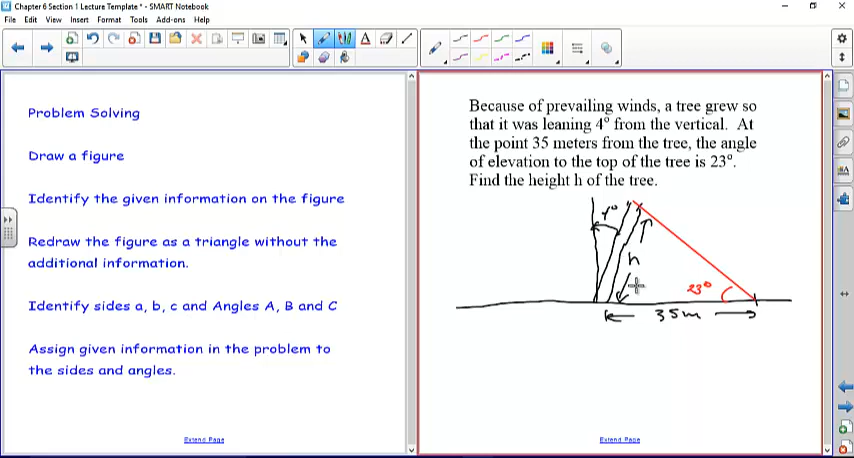 Chapter 6 Section 1 Lecture Template * - SMART Notebook
File Edit View Insert Format Tools Add-ons Help
Problem Solving
Draw a figure
Identify the given information on the figure
Redraw the figure as a triangle without the
additional information.
Identify sides a, b, c and Angles A, B and C
Assign given information in the problem to
the sides and angles.
Extend Page
Because of prevailing winds, a tree grew so
that it was leaning 4° from the vertical. At
the point 35 meters from the tree, the angle
of elevation to the top of the tree is 23°.
Find the height h of the tree.
4°
h
23°
35m
Extend Page